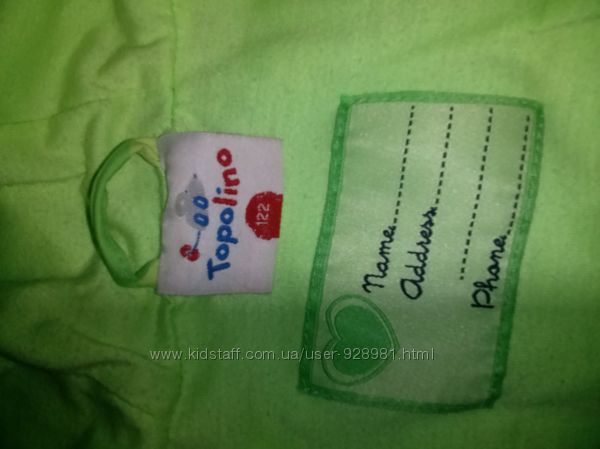 Topolino
122
Name..........
Address..........
..........
Phone..........
www.kidstaff.com.ua/user-928981.html